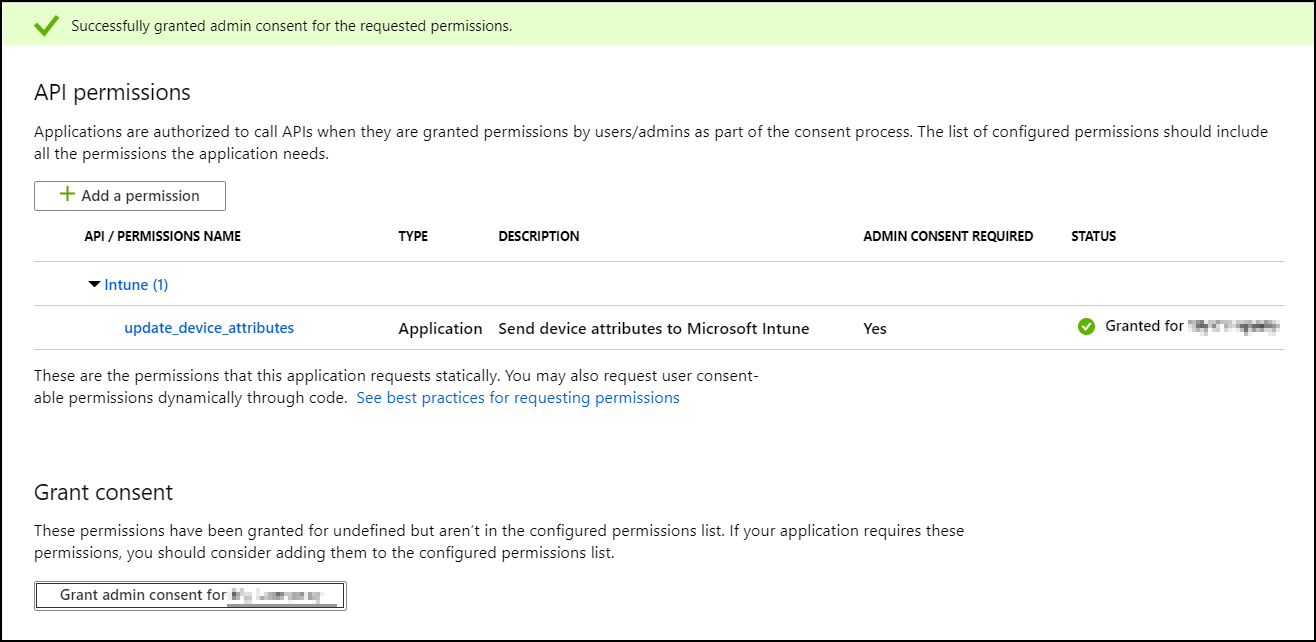 Successfully granted admin consent for the requested permissions.
API permissions
Applications are authorized to call APIs when they are granted permissions by users/admins as part of the consent process. The list of configured permissions should include
all the permissions the application needs.
Add a permission
API / PERMISSIONS NAME TYPE DESCRIPTION ADMIN CONSENT REQUIRED STATUS
Intune (1)
update_device_attributes Application Send device attributes to Microsoft Intune Yes Granted for
These are the permissions that this application requests statically. You may also request user consent-
able permissions dynamically through code. See best practices for requesting permissions
Grant consent
These permissions have been granted for undefined but aren't in the configured permissions list. If your application requires these
permissions, you should consider adding them to the configured permissions list.
Grant admin consent for